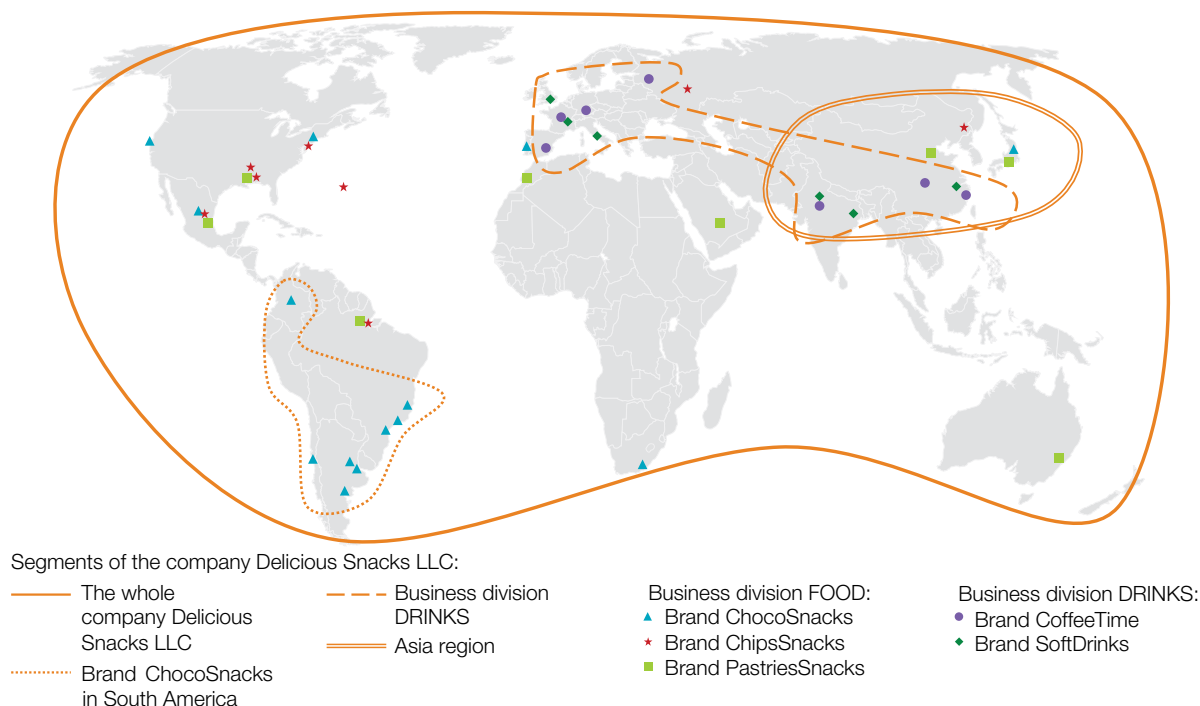 Segments of the company Delicious Snacks LLC:
The whole
company Delicious
Snacks LLC
Brand ChocoSnacks
in South America
Business division
DRINKS
Asia region
Business division FOOD:
Brand ChocoSnacks
Brand ChipsSnacks
Brand PastriesSnacks
Business division DRINKS:
Brand CoffeeTime
Brand SoftDrinks